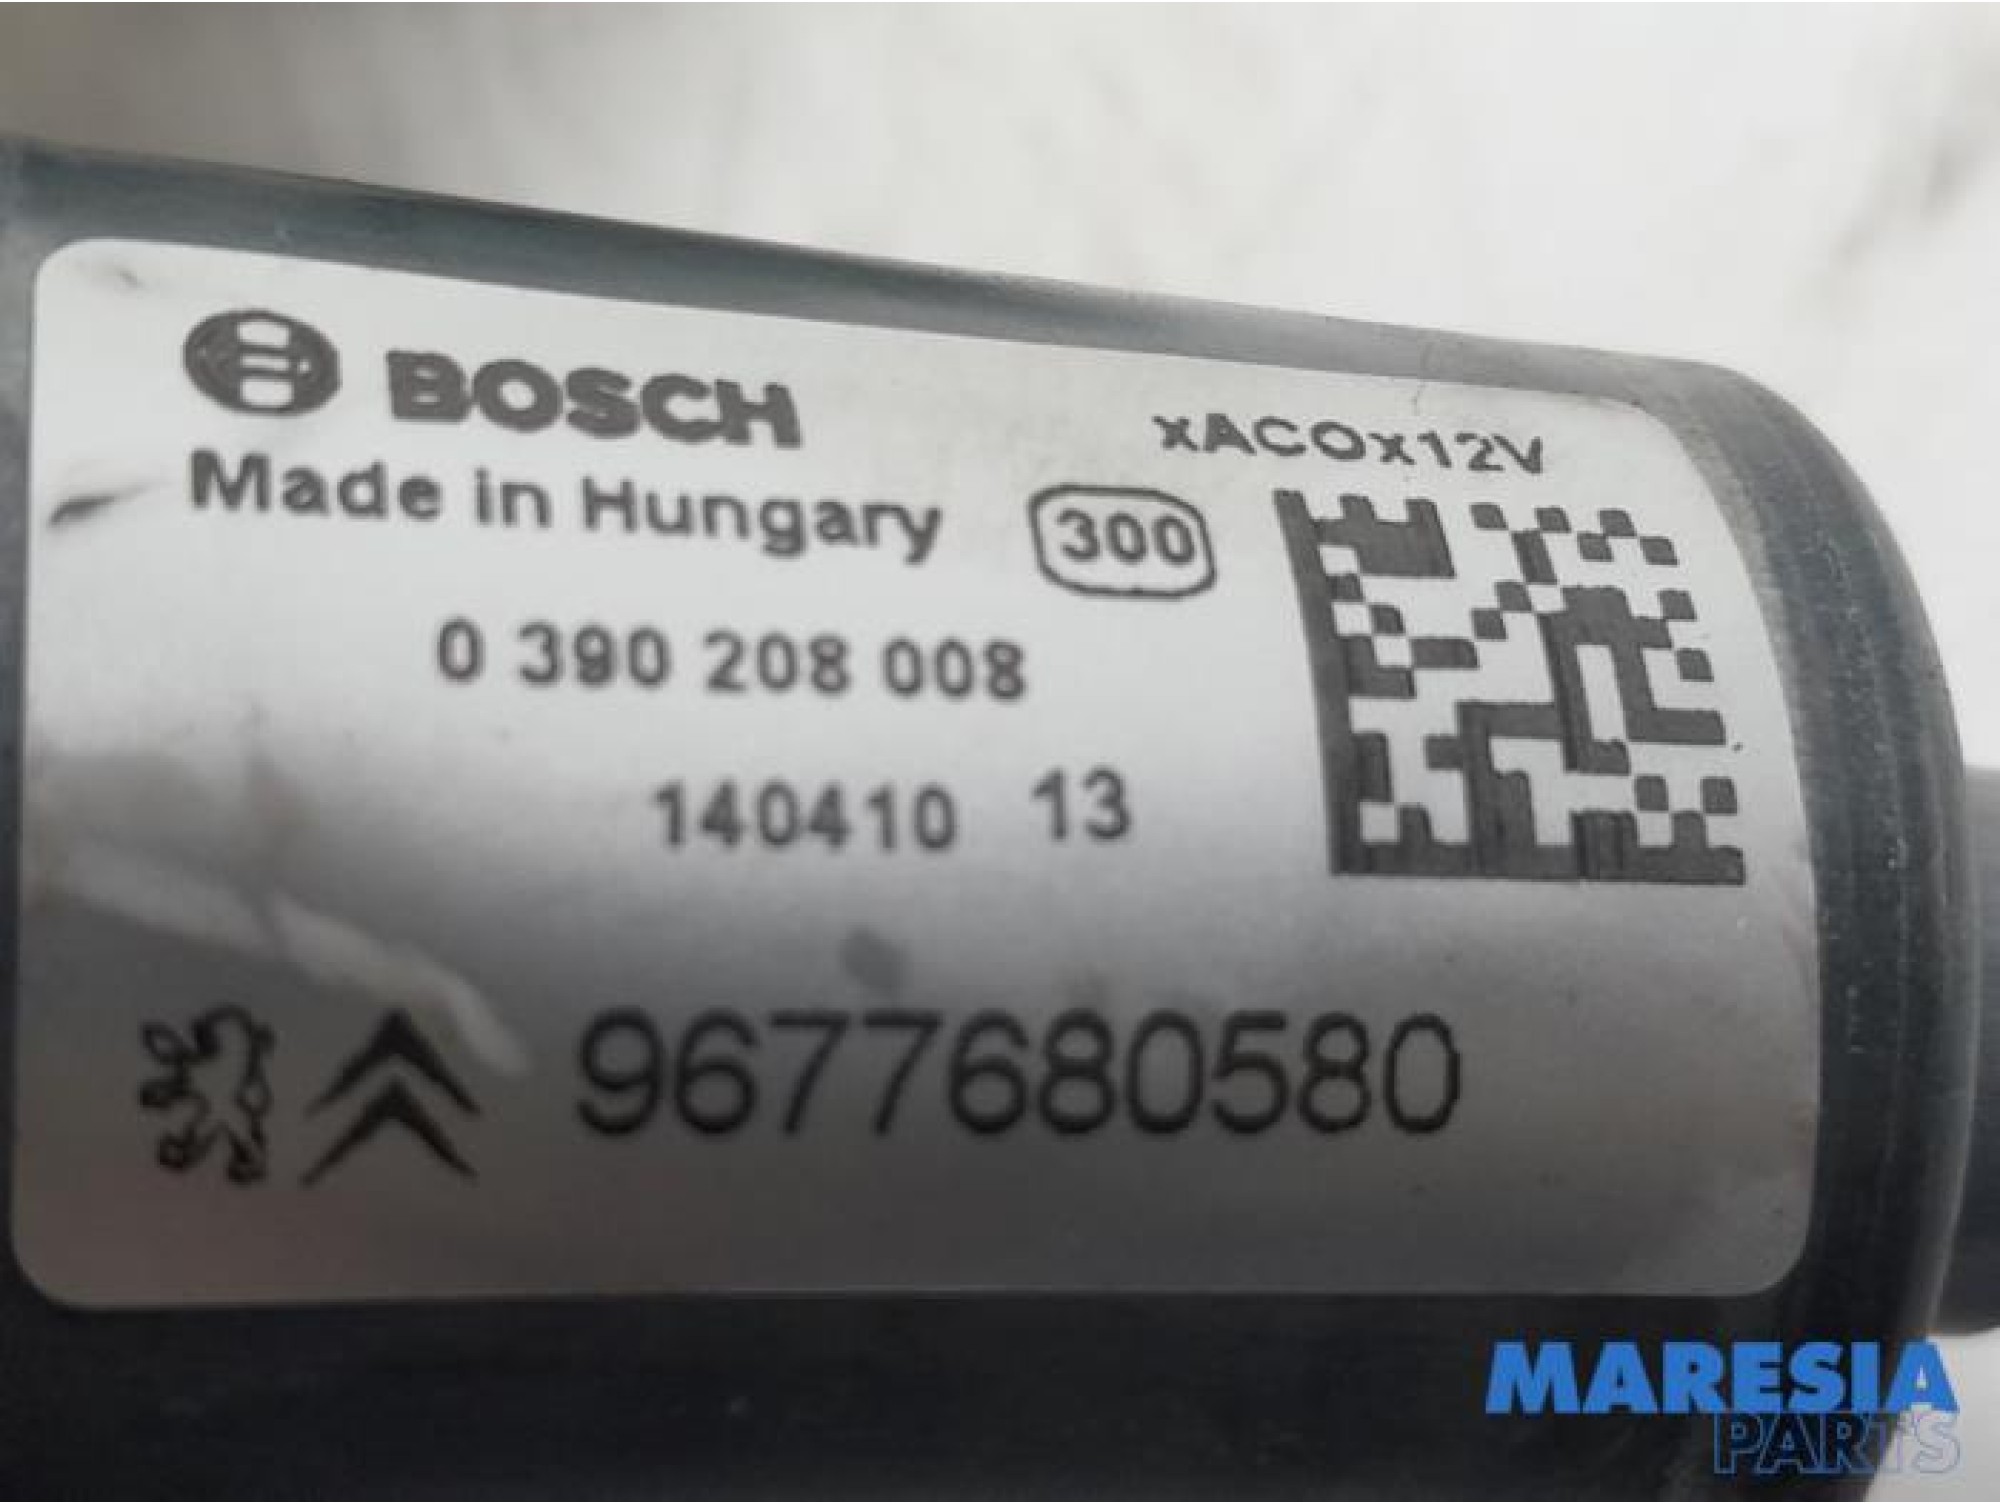 BOSCH
Made in Hungary
xACOx12V
300
0 390 208 008
140410 13
9677680580
MARESIA
PARTS